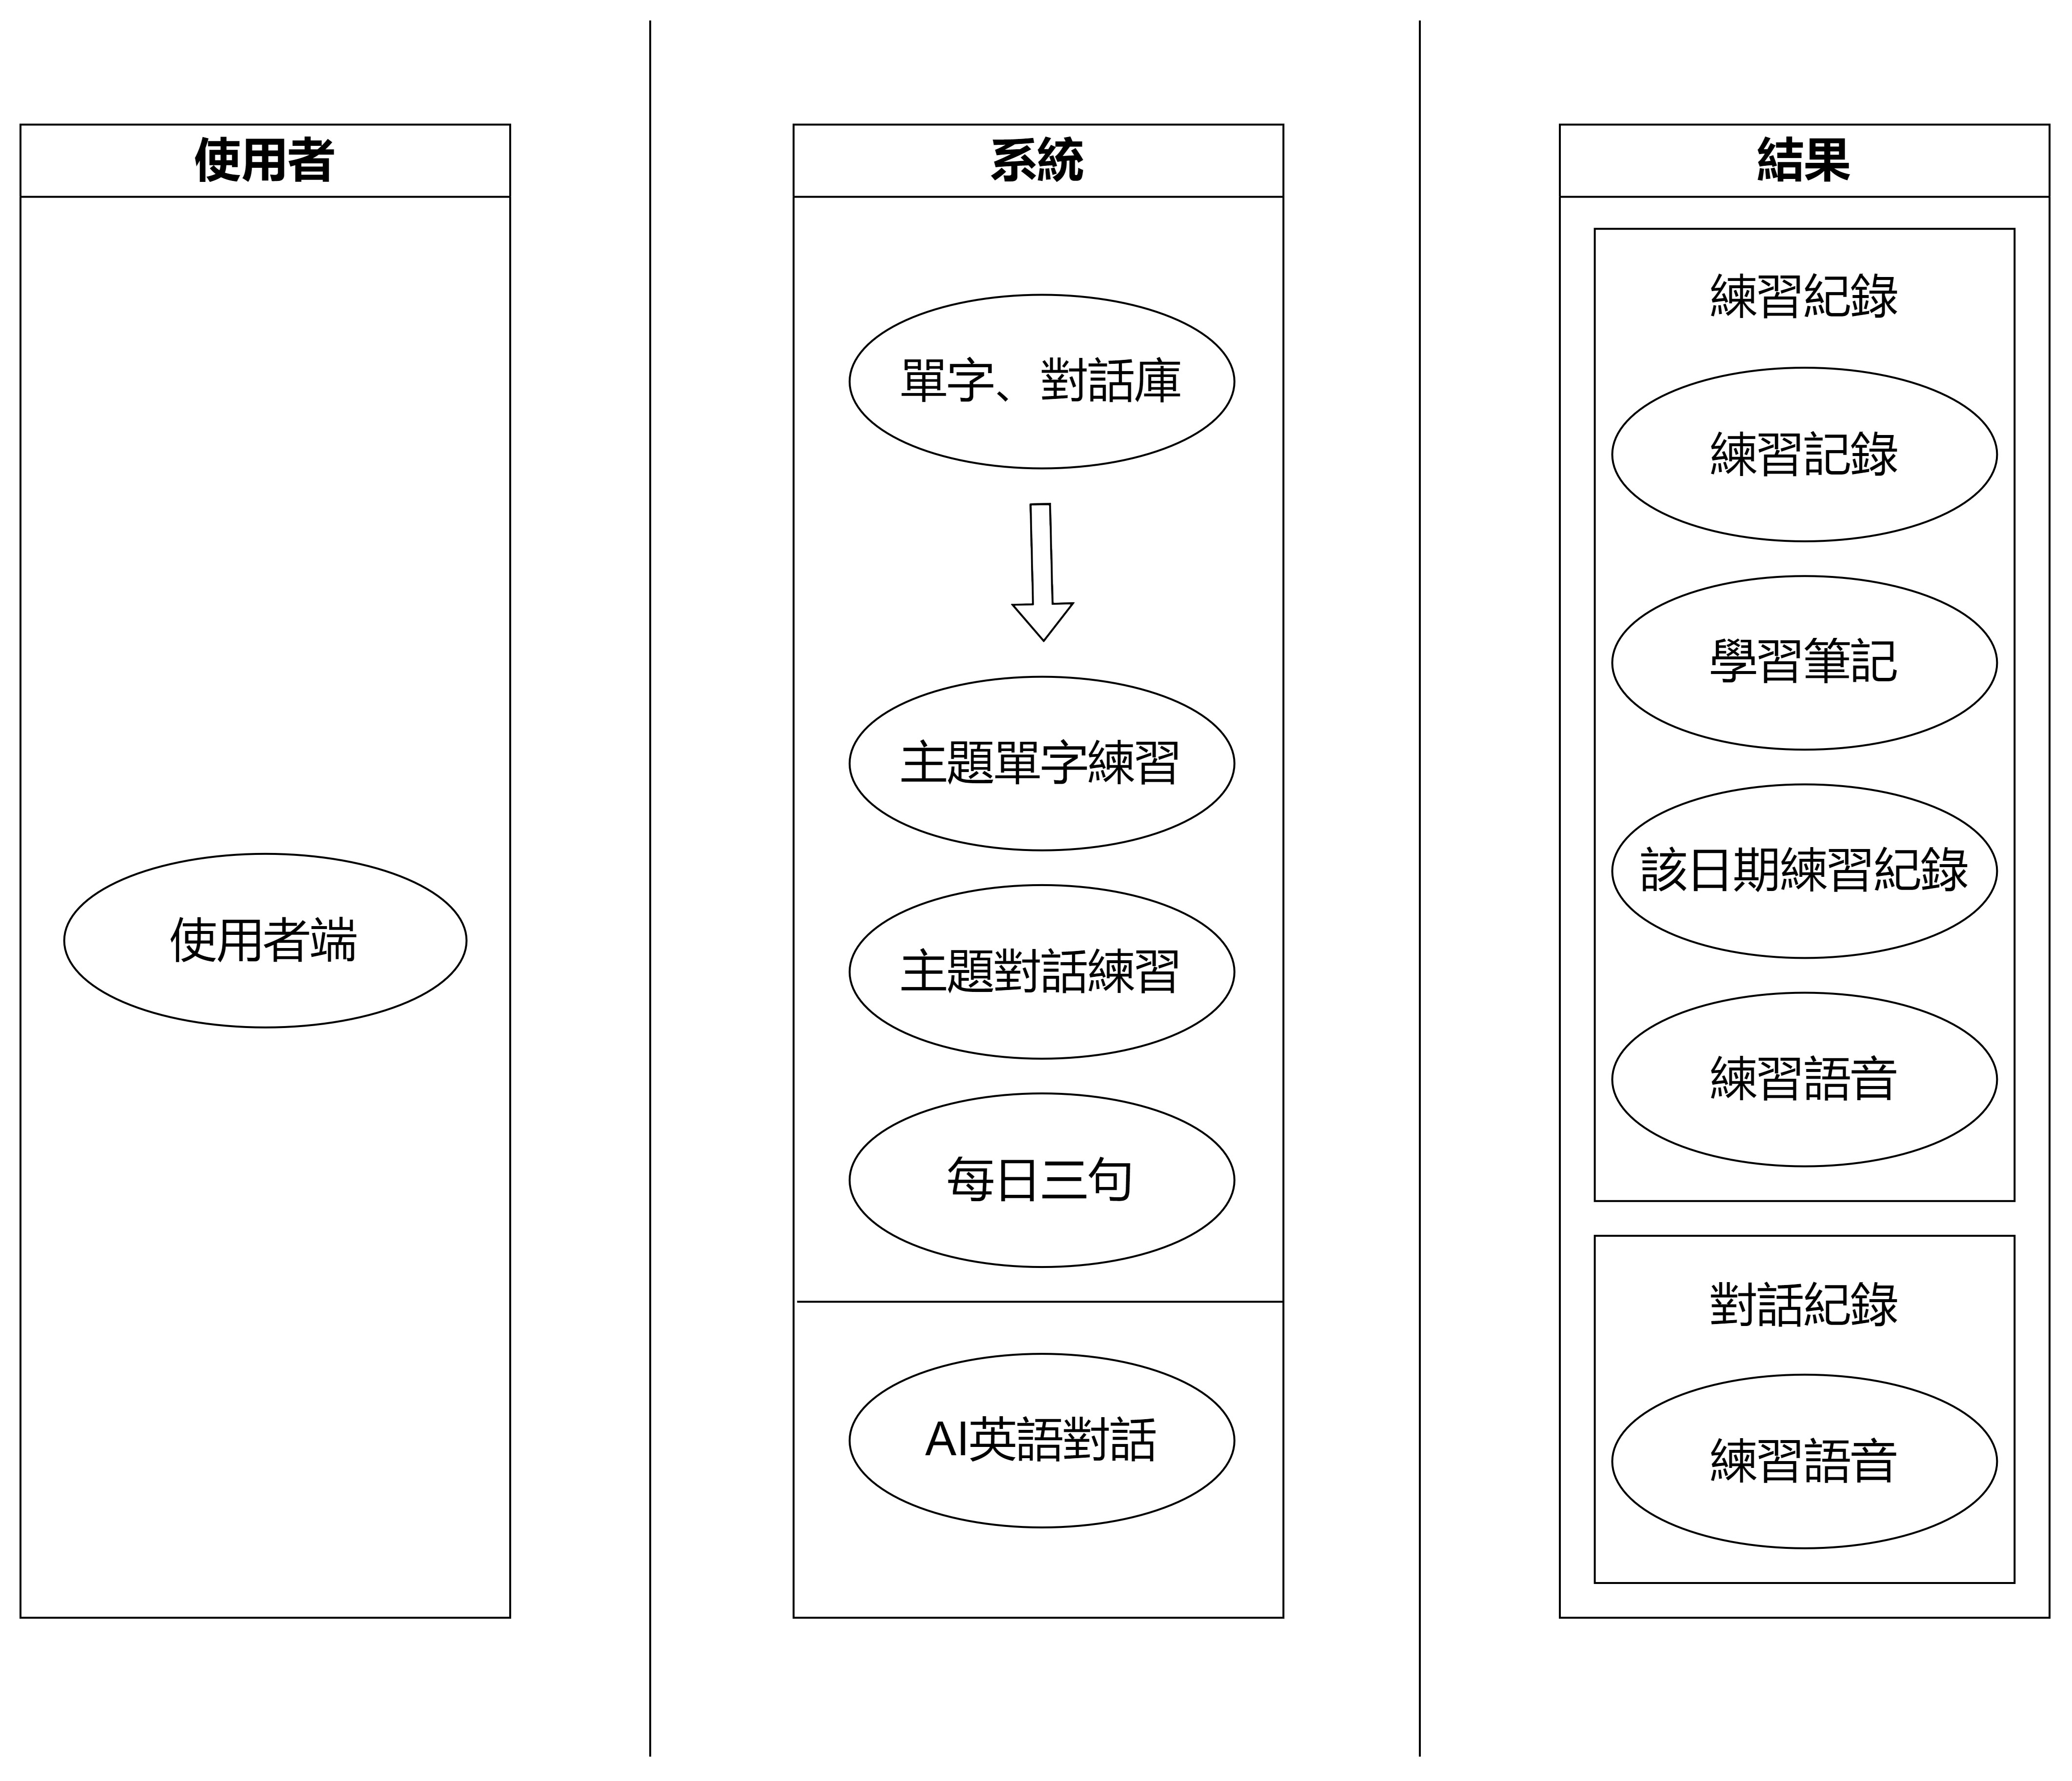 使用者
使用者端
系統
單字、對話庫
主題單字練習
主題對話練習
每日三句
AI英語對話
結果
練習紀錄
練習記錄
學習筆記
該日期練習紀錄
練習語音
對話紀錄
練習語音